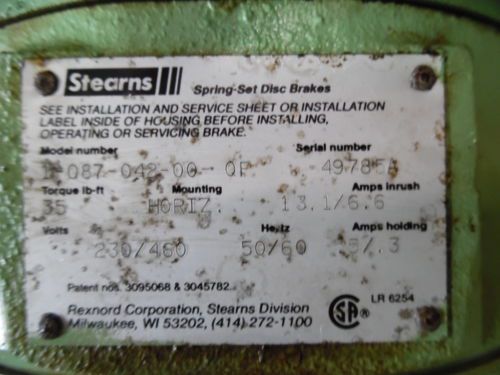 Stearns
Spring-Set Disc Brakes
SEE INSTALLATION AND SERVICE SHEET OR INSTALLATION
LABEL INSIDE OF HOUSING BEFORE INSTALLING,
OPERATING OR SERVICING BRAKE.
Model number Serial number
087-042-00- 49785
Torque lb-ft Mounting Amps inrush
35 HORIZ. 13.1/6.6
Volts Hertz Amps holding
230/460 50/60
Patent nos. 3095068 & 3045782
Rexnord Corporation, Stearns Division
Milwaukee, WI 53202, (414) 272-1100
SA
LR 6254